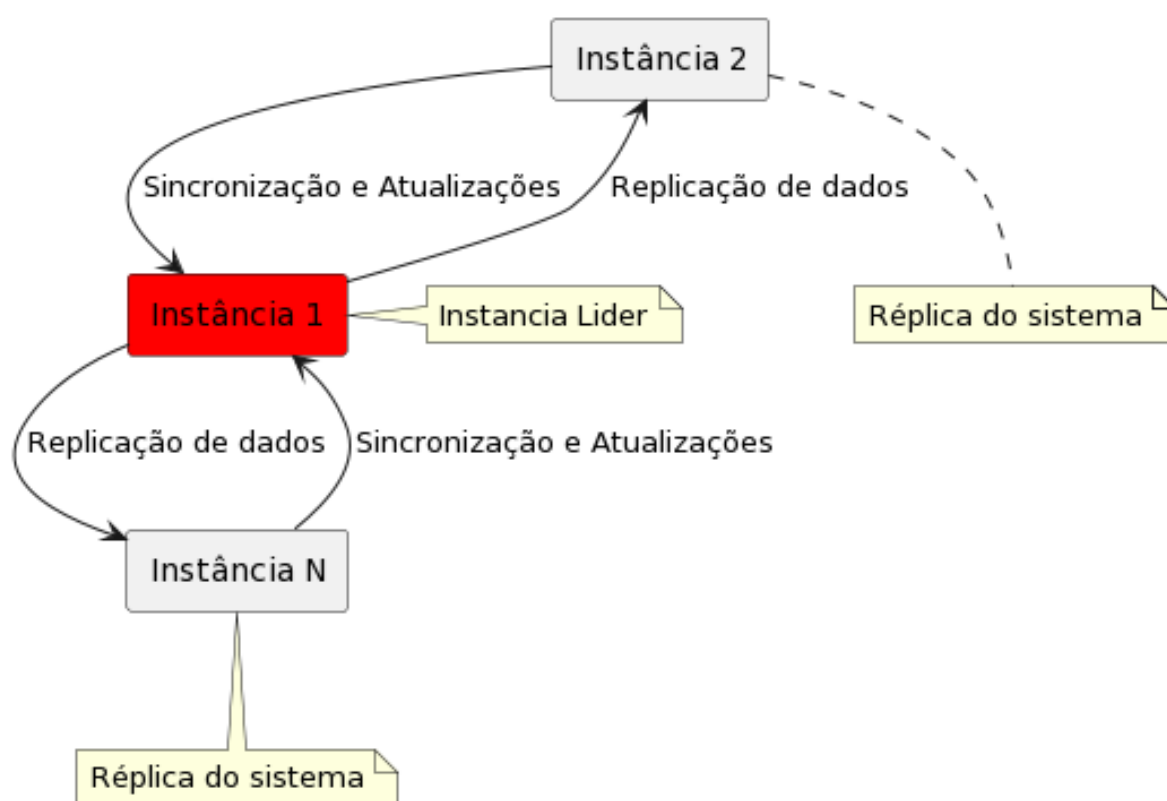 Instância 2
Sincronização e Atualizações
Replicação de dados
Instância 1
Instancia Lider
Réplica do sistema
Replicação de dados
Sincronização e Atualizações
Instância N
Réplica do sistema